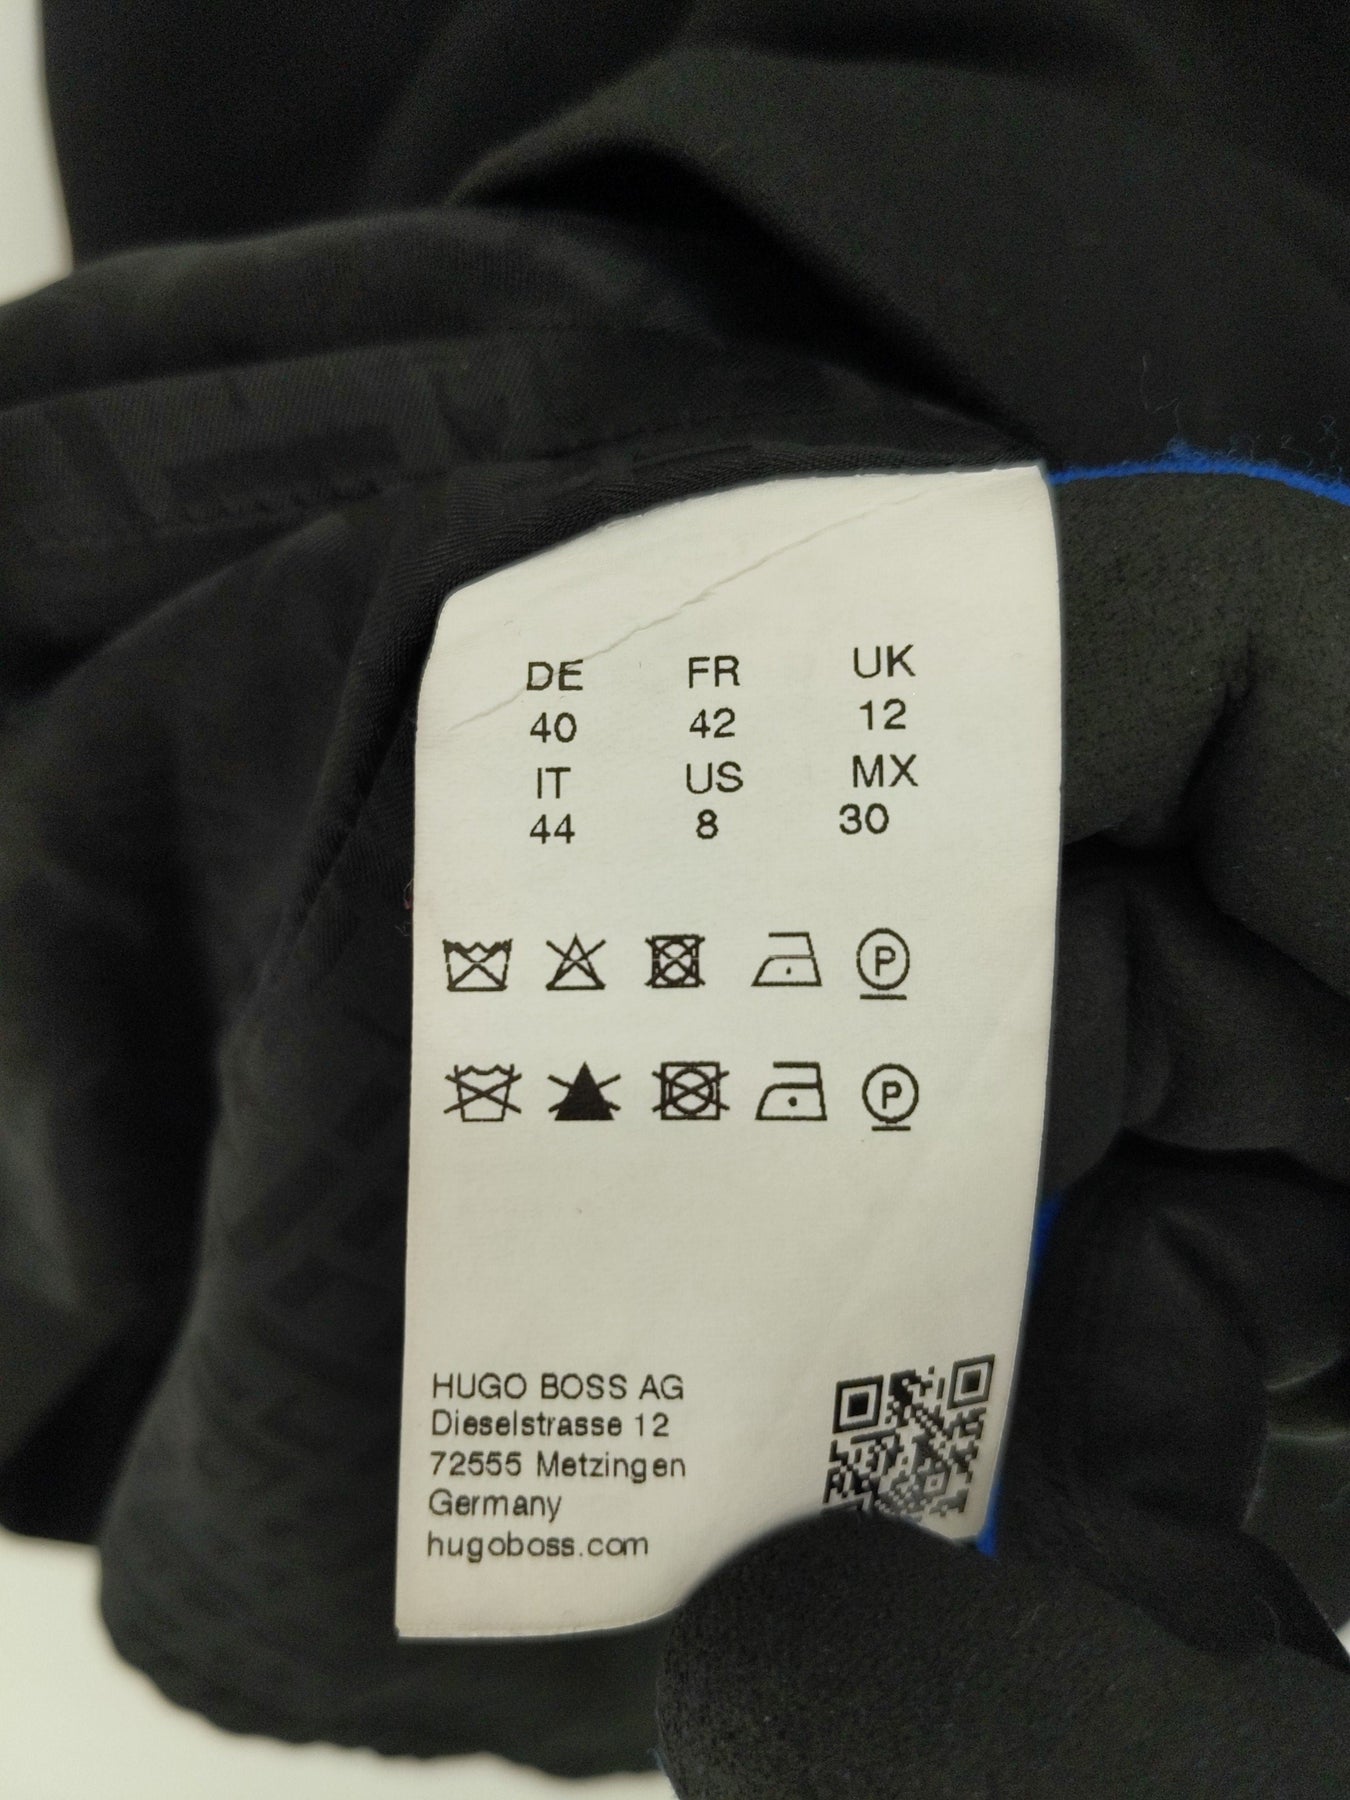 DE FR UK
40 42 12
IT US MX
44 8 30
P
P
HUGO BOSS AG
Dieselstrasse 12
72555 Metzingen
Germany
hugoboss.com